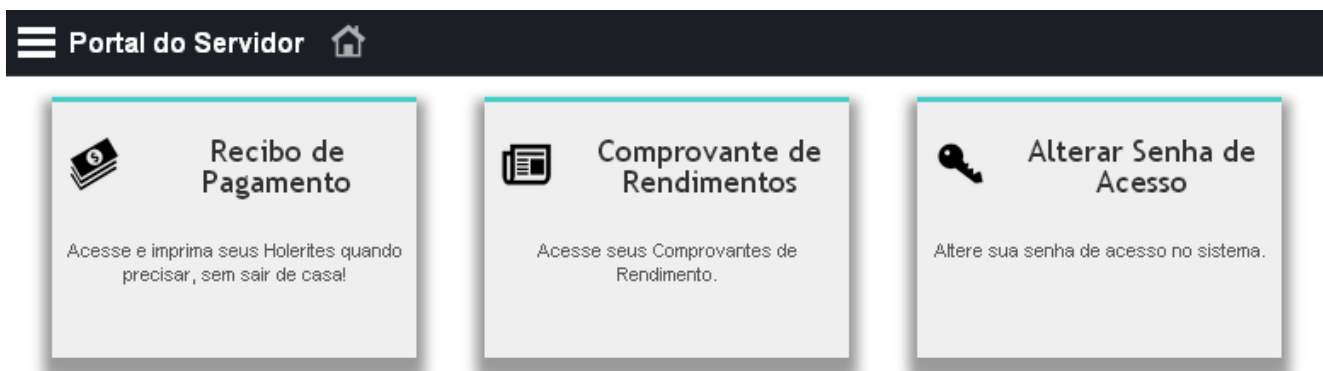 Portal do Servidor
Recibo de
Pagamento
Acesse e imprima seus Holerites quando
precisar, sem sair de casa!
Comprovante de
Rendimentos
Acesse seus Comprovantes de
Rendimento.
Alterar Senha de
Acesso
Altere sua senha de acesso no sistema.